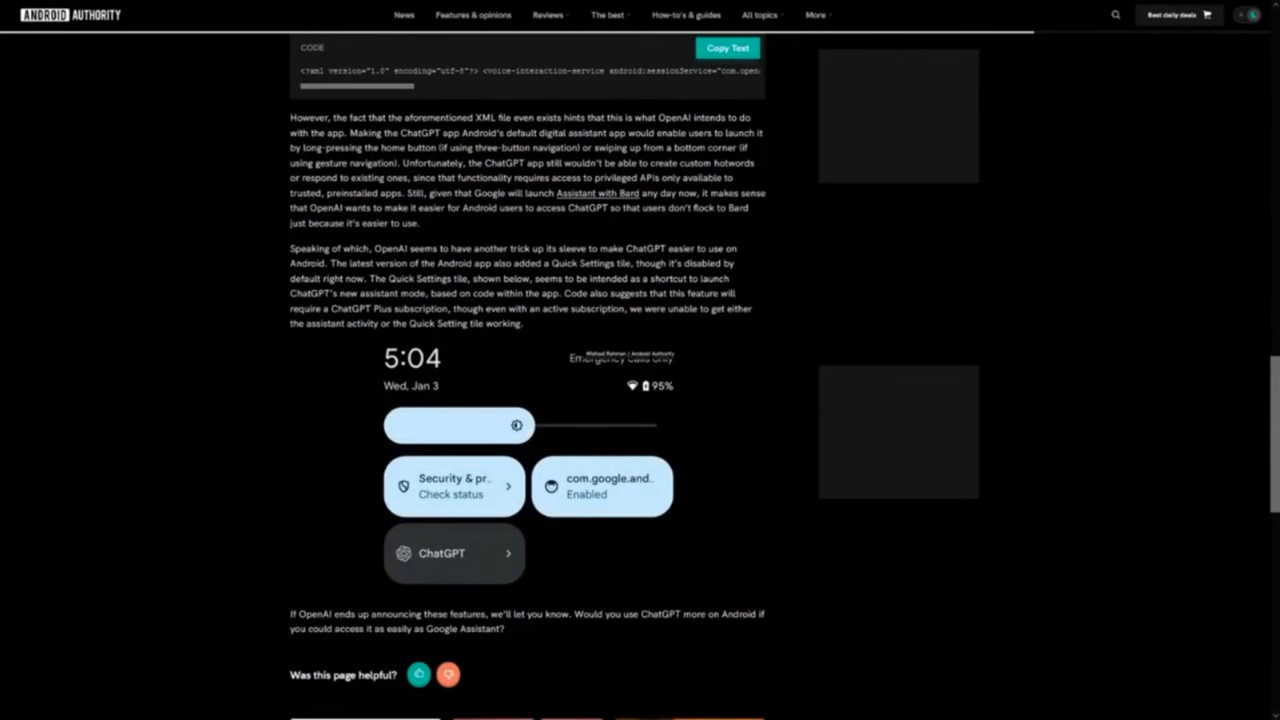 ANDROID AUTHORITY
News Features & opinions Reviews The best How-to's & guides All topics More
Best daily deals
CODE
Copy Text
<?xml version="1.0" encoding="utf-8"?> <voice-interaction-service android:sessionService="com.open
However, the fact that the aforementioned XML file even exists hints that this is what OpenAI intends to do
with the app. Making the ChatGPT app Android's default digital assistant app would enable users to launch it
by long-pressing the home button (if using three-button navigation) or swiping up from a bottom corner (if
using gesture navigation). Unfortunately, the ChatGPT app still wouldn't be able to create custom hotwords
or respond to existing ones, since that functionality requires access to privileged APIs only available to
trusted, preinstalled apps. Still, given that Google will launch Assistant with Bard any day now, it makes sense
that OpenAI wants to make it easier for Android users to access ChatGPT so that users don't flock to Bard
just because it's easier to use.
Speaking of which, OpenAI seems to have another trick up its sleeve to make ChatGPT easier to use on
Android. The latest version of the Android app also added a Quick Settings tile, though it's disabled by
default right now. The Quick Settings tile, shown below, seems to be intended as a shortcut to launch
ChatGPT's new assistant mode, based on code within the app. Code also suggests that this feature will
require a ChatGPT Plus subscription, though even with an active subscription, we were unable to get either
the assistant activity or the Quick Setting tile working.
Mishaal Rahman / Android Authority
5:04
Emergency calls only
Wed, Jan 3
95%
Security & pr..
Check status
com.google.and..
Enabled
ChatGPT
If OpenAI ends up announcing these features, we'll let you know. Would you use ChatGPT more on Android if
you could access it as easily as Google Assistant?
Was this page helpful?